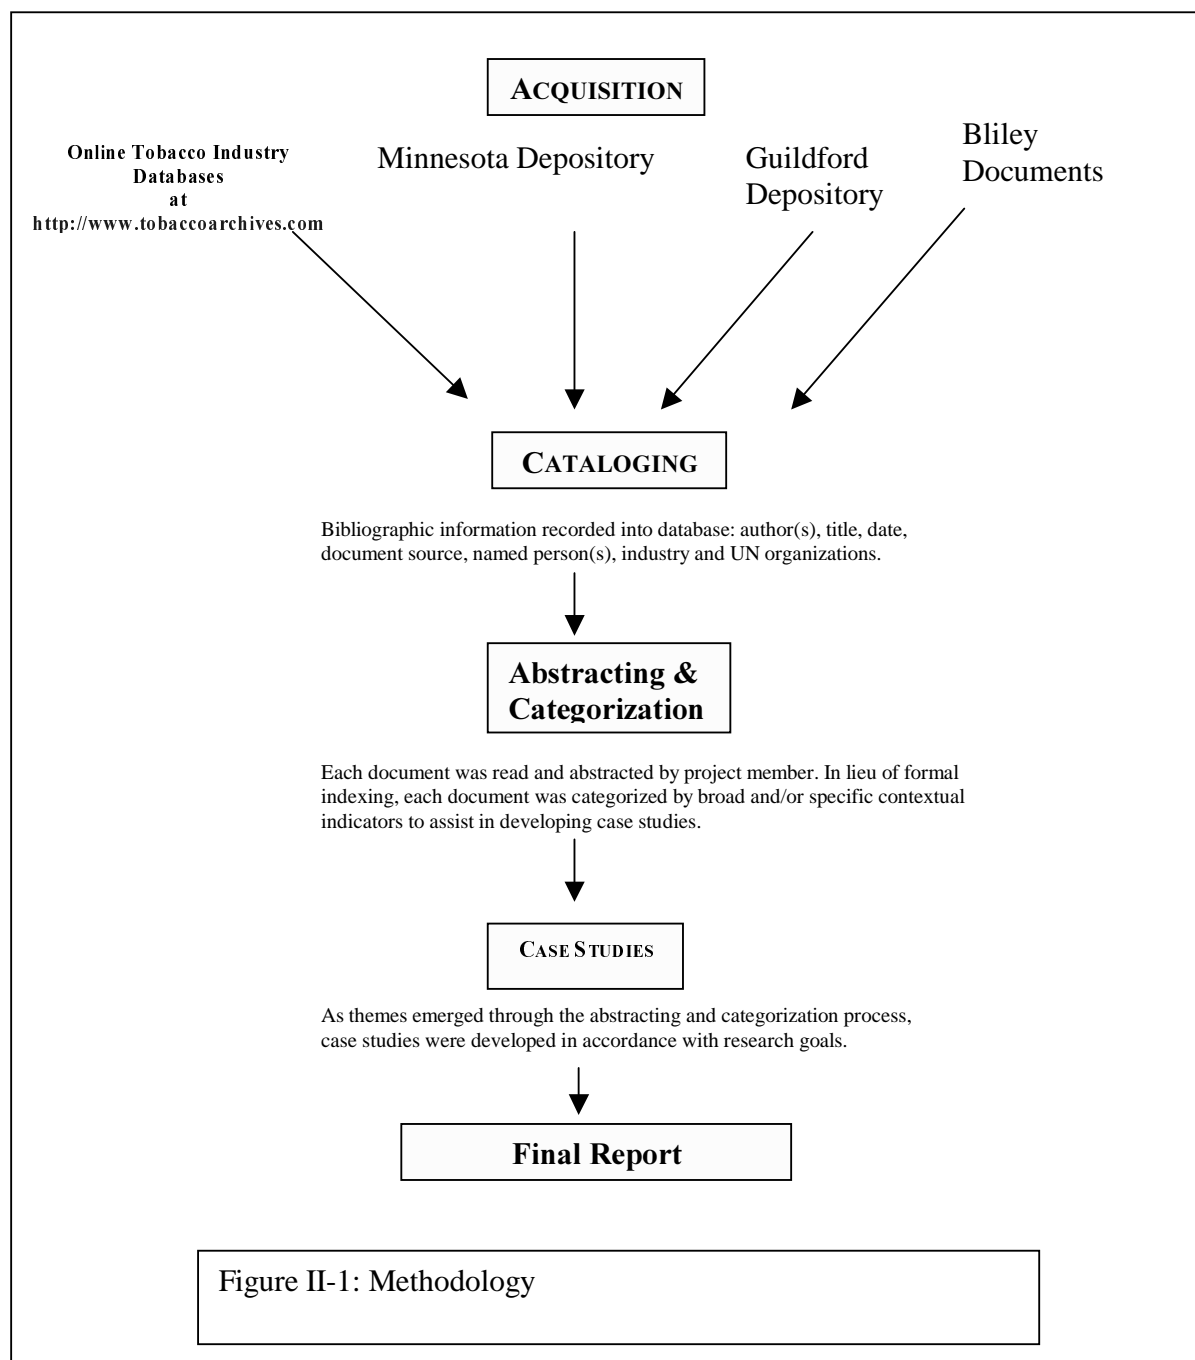 ACQUISITION
Online Tobacco Industry
Databases
at
http://www.tobaccoarchives.com
Minnesota Depository
Guildford
Depository
Bliley
Documents
CATALOGING
Bibliographic information recorded into database: author(s), title, date,
document source, named person(s), industry and UN organizations.
Abstracting &
Categorization
Each document was read and abstracted by project member. In lieu of formal
indexing, each document was categorized by broad and/or specific contextual
indicators to assist in developing case studies.
CASE STUDIES
As themes emerged through the abstracting and categorization process,
case studies were developed in accordance with research goals.
Final Report
Figure II-1: Methodology